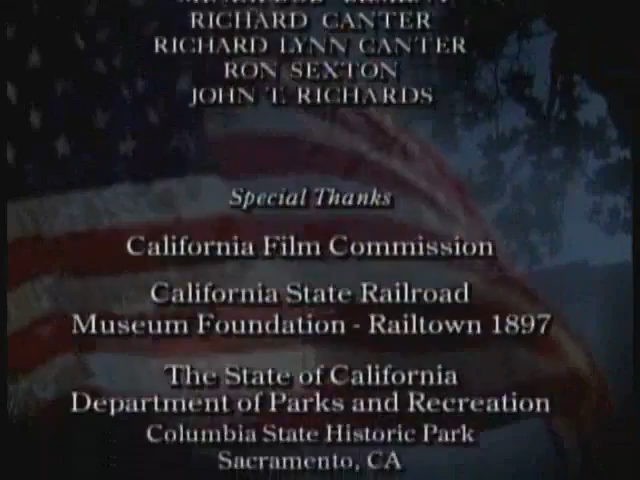 RICHARD CANTER
RICHARD LYNN CANTER
RON SEXTON
JOHN T. RICHARDS
Special Thanks
California Film Commission
California State Railroad
Museum Foundation - Railtown 1897
The State of California
Department of Parks and Recreation
Columbia State Historic Park
Sacramento, CA